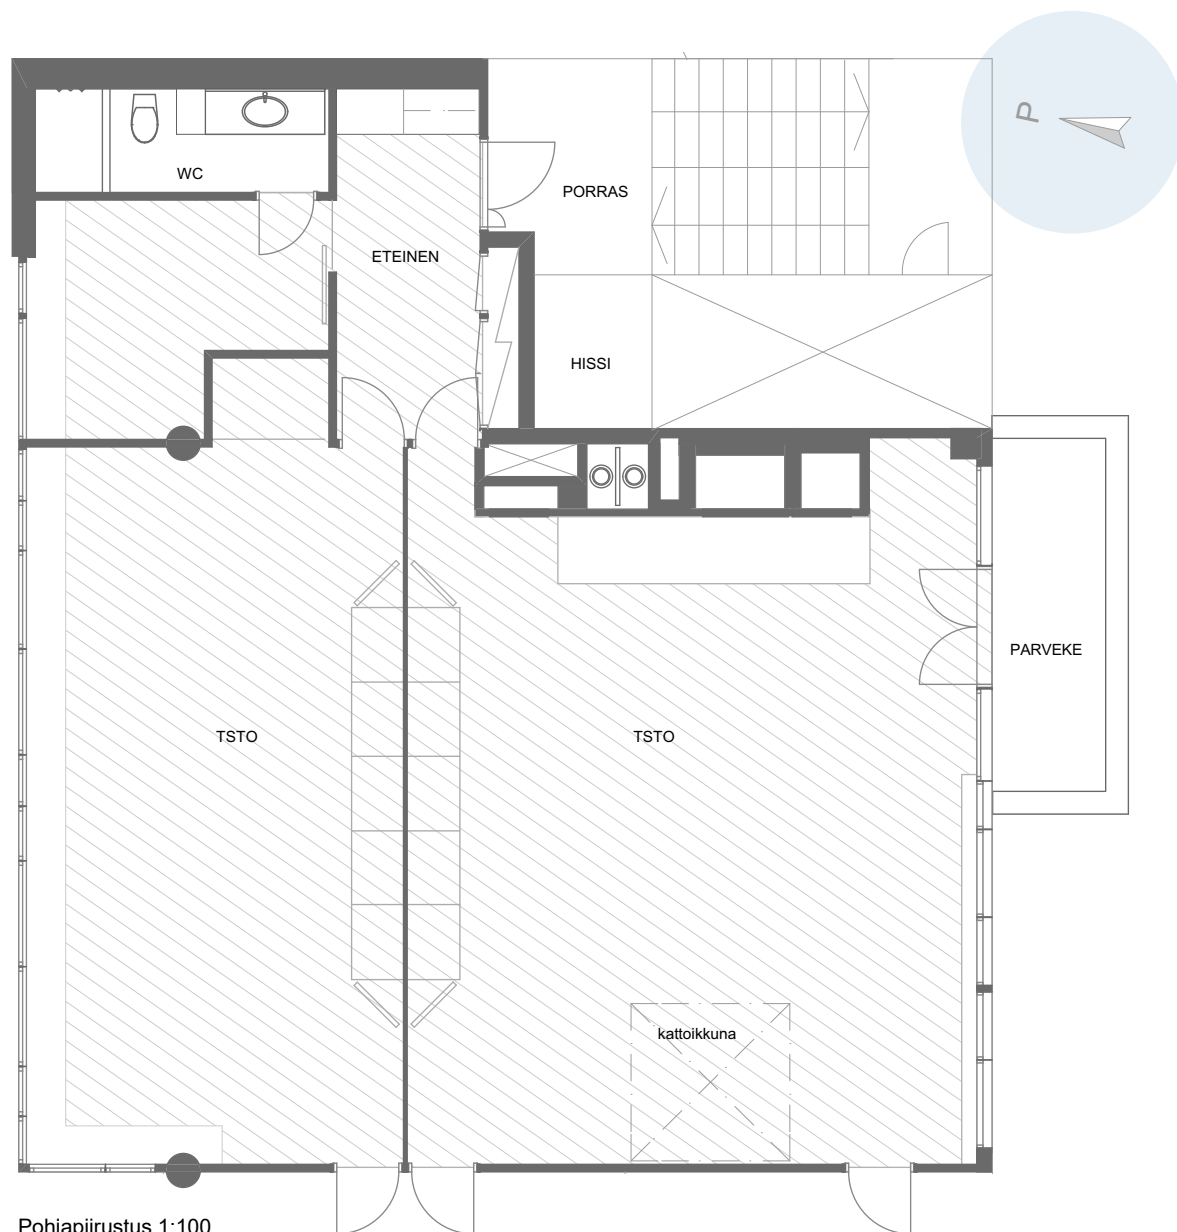 P
WC
PORRAS
ETEINEN
HISSI
PARVEKE
TSTO
TSTO
kattoikkuna
Pohjapiirustus 1:100